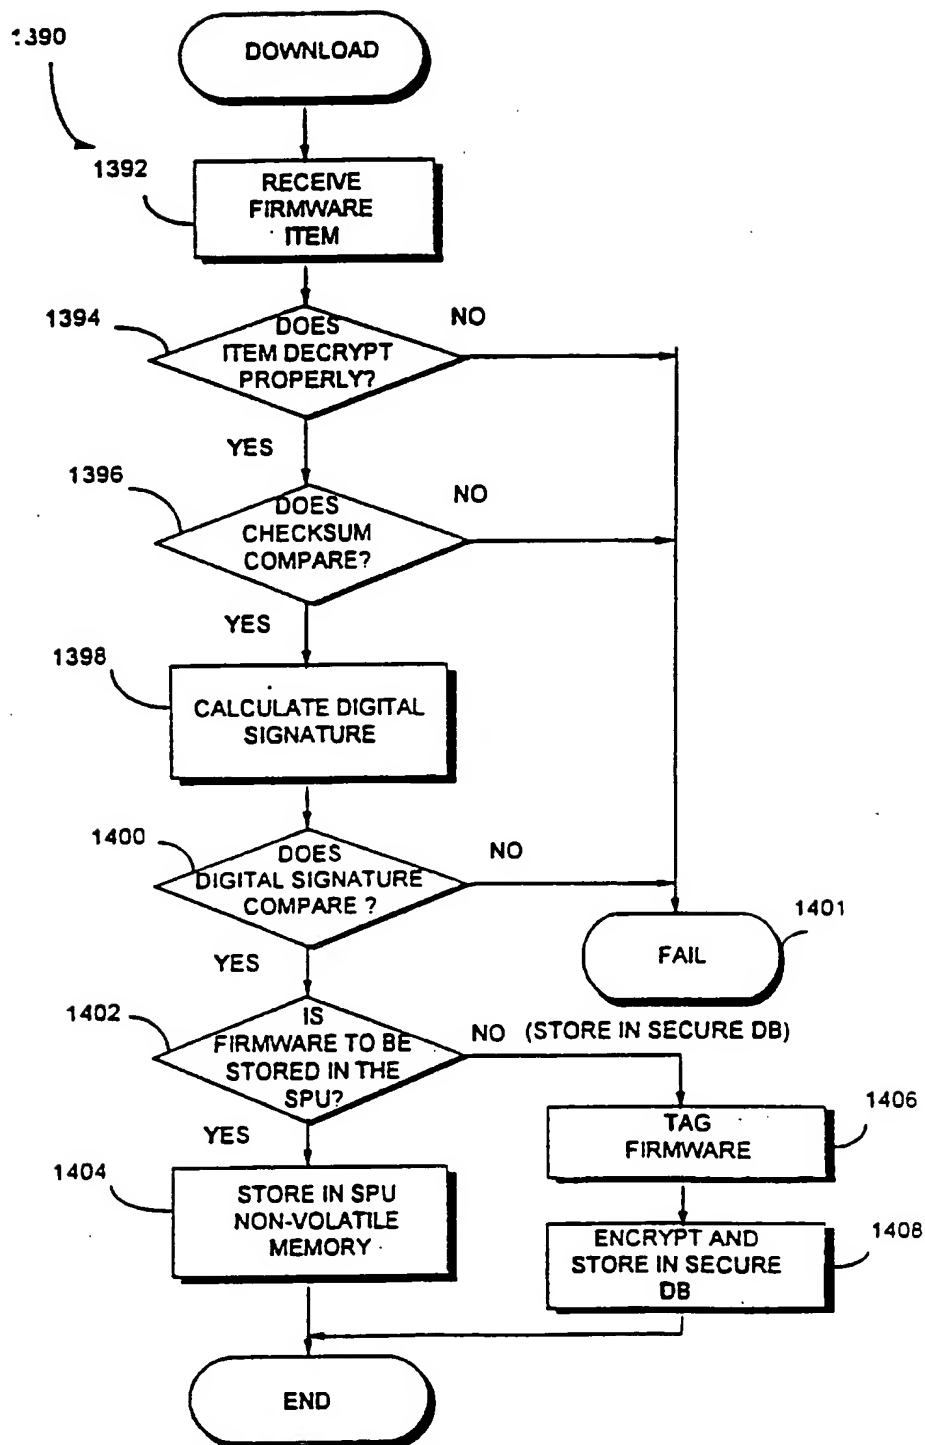 1390
DOWNLOAD
1392
RECEIVE
FIRMWARE
ITEM
1394
DOES
ITEM DECRYPT
PROPERLY?
NO
YES
1396
DOES
CHECKSUM
COMPARE?
NO
YES
1398
CALCULATE DIGITAL
SIGNATURE
1400
DOES
DIGITAL SIGNATURE
COMPARE ?
NO
YES
1401
FAIL
1402
IS
FIRMWARE TO BE
STORED IN THE
SPU?
NO (STORE IN SECURE DB)
YES
1404
STORE IN SPU
NON-VOLATILE
MEMORY
1406
TAG
FIRMWARE
1408
ENCRYPT AND
STORE IN SECURE
DB
END